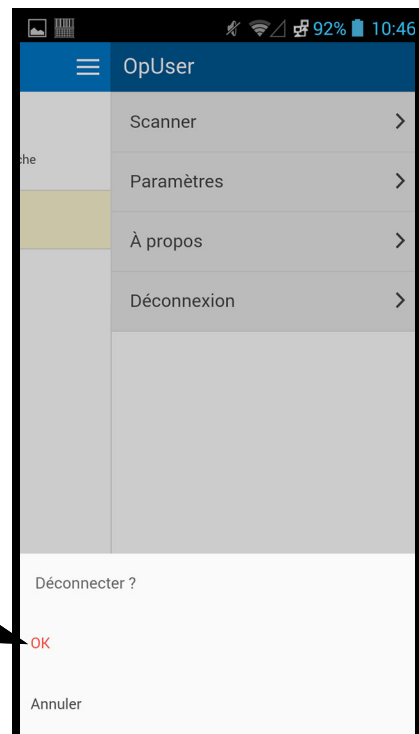 92% 10:46
OpUser
Scanner
che
Paramètres
À propos
Déconnexion
Déconnecter ?
OK
Annuler